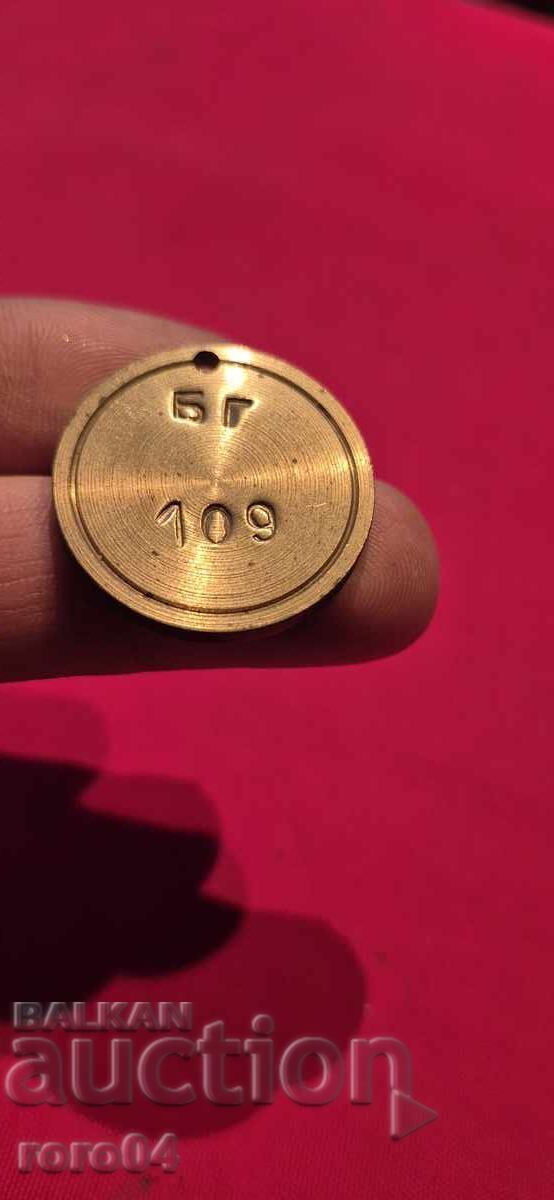 БГ
109
BALKAN
auction
roro04